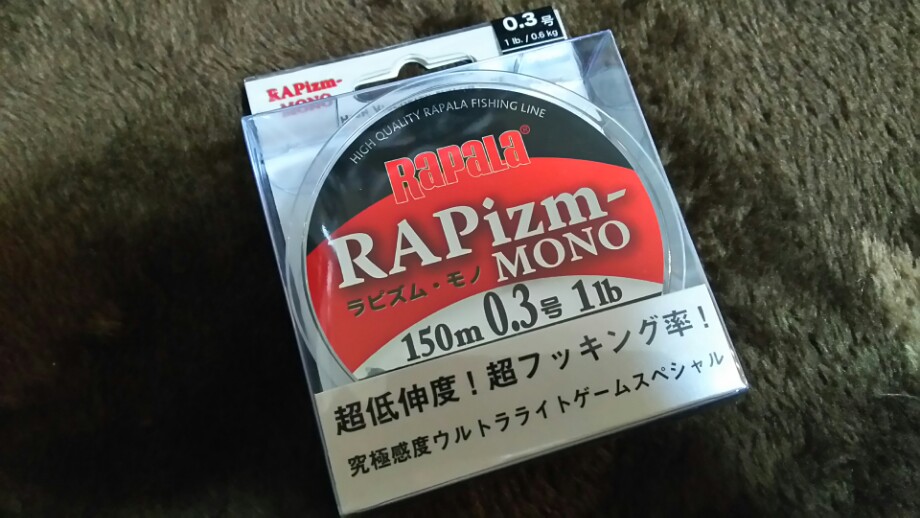 0.3号
1 lb. / 0.6 kg
RAPizm-
MONO
HIGH QUALITY RAPALA FISHING LINE
Rapala®
RAPizm-
MONO
ラピズム・モノ
150m 0.3号 1lb
超低伸度！超フッキング率！
究極感度ウルトラライトゲームスペシャル